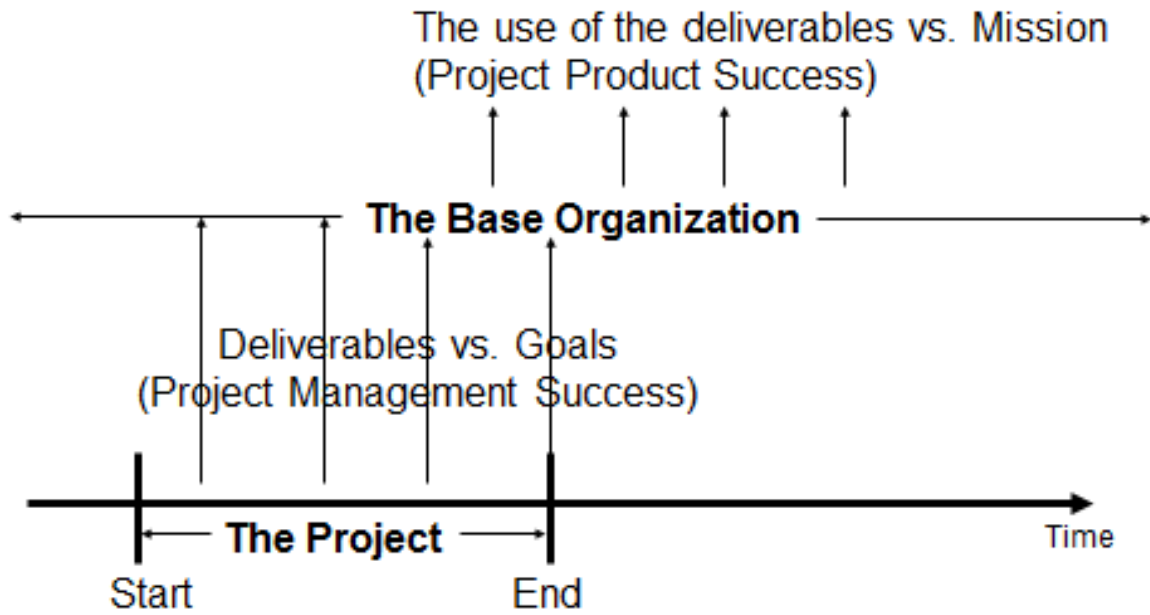 The use of the deliverables vs. Mission
(Project Product Success)
The Base Organization
Deliverables vs. Goals
(Project Management Success)
The Project
Time
Start
End